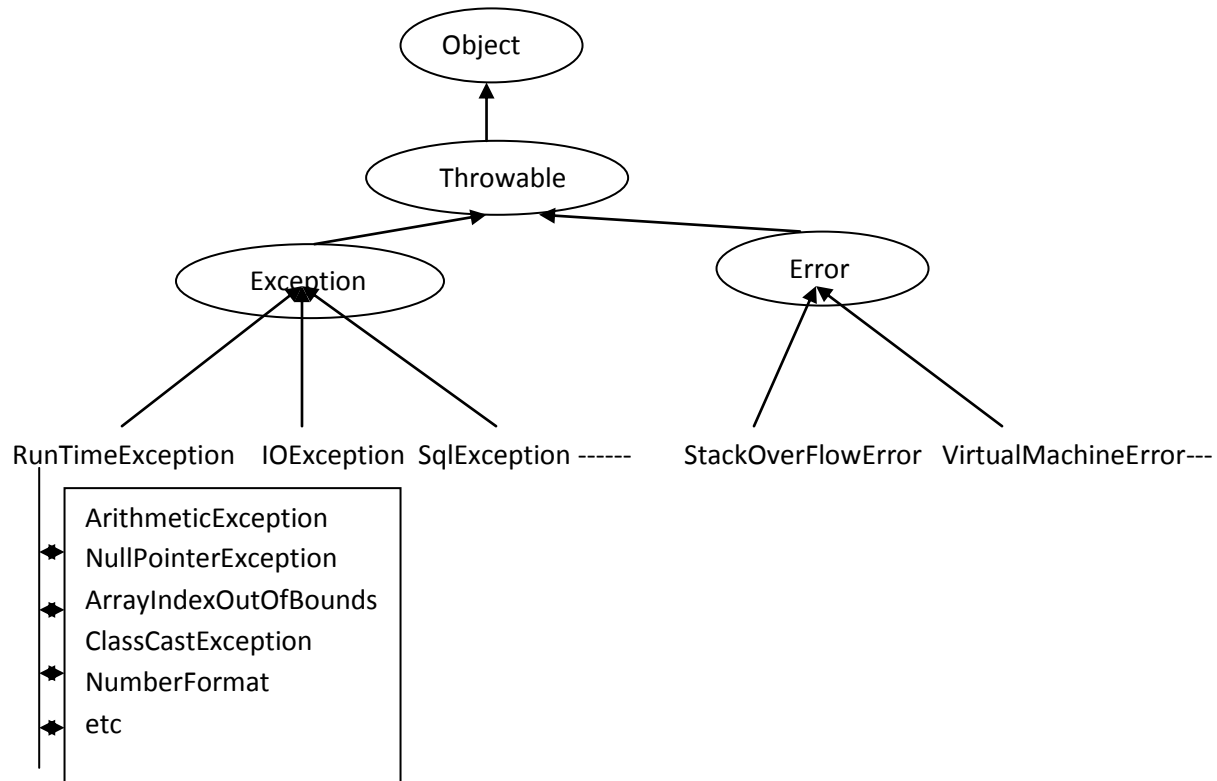 Object
Throwable
Exception
Error
RunTimeException IOException SqlException ------ StackOverFlowError VirtualMachineError---
ArithmeticException
NullPointerException
ArrayIndexOutOfBounds
ClassCastException
NumberFormat
etc